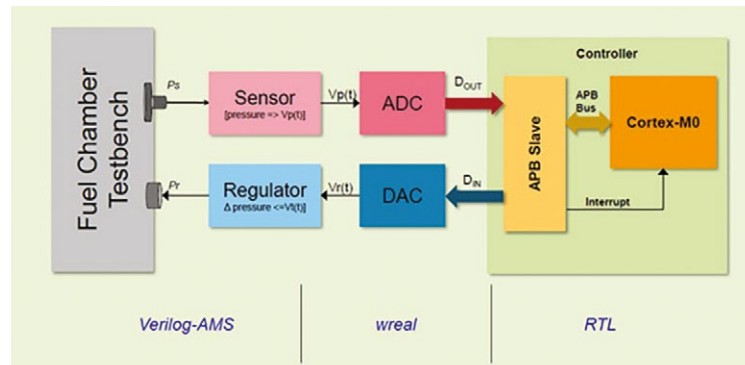 Controller
Fuel Chamber
Testbench
Ps
Sensor
[pressure => Vp(t)]
Vp(t)
ADC
DOUT
APB Slave
APB
Bus
Cortex-M0
Pr
Regulator
Δ pressure <=Vt(t)]
Vr(t)
DAC
DIN
Interrupt
Verilog-AMS
wreal
RTL